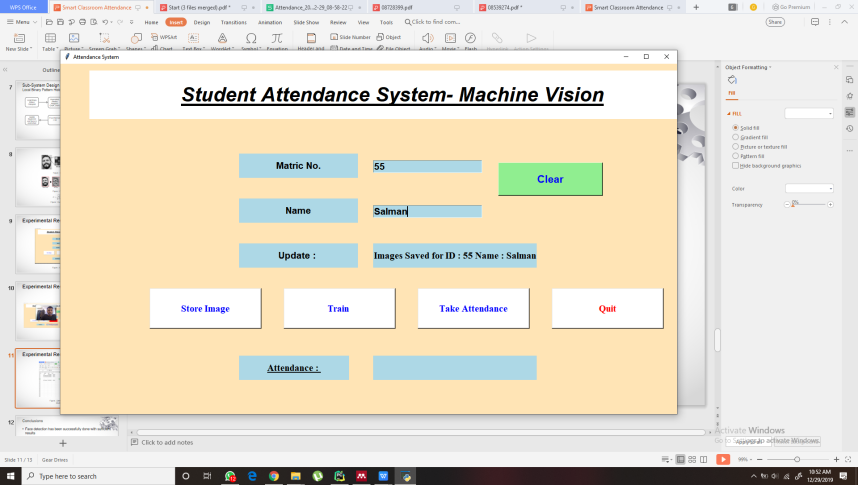 WPS Office
Smart Classroom Attendance
Start (3 files merged).pdf *
Attendance_20...-2-29_08-58-22
08728399.pdf
08339274.pdf *
Smart Classroom Attendance
Go Premium
Menu
Home
Insert
Design
Transitions
Animation
Slide Show
Review
View
Tools
Click to find com...
Share
New Slide
Table
Picture
Screen Grab
Shapes
WPSArt
Chart
Text Box
WordArt
Symbol
Equation
Header and
Slide Number
Object
Date and Time
File Object
Audio
Movie
Flash
Hyperlink
Action Settings
Attendance System
Outline
Object Formatting
Student Attendance System- Machine Vision
Matric No.
55
Clear
Name
Salman
Update :
Images Saved for ID : 55 Name : Salman
Store Image
Train
Take Attendance
Quit
Attendance :
Fill
FILL
Solid fill
Gradient fill
Picture or texture fill
Pattern fill
Hide background graphics
Color
Transparency
0%
7
Sub-System Design
8
9
Experimental Re
10
Experimental Re
11
Experimental Re
12
Conclusions
Click to add notes
Activate Windows
Go to Settings to activate Windows.
Slide 11 / 13
Gear Drives
99%
Type here to search
10:52 AM
12/29/2019